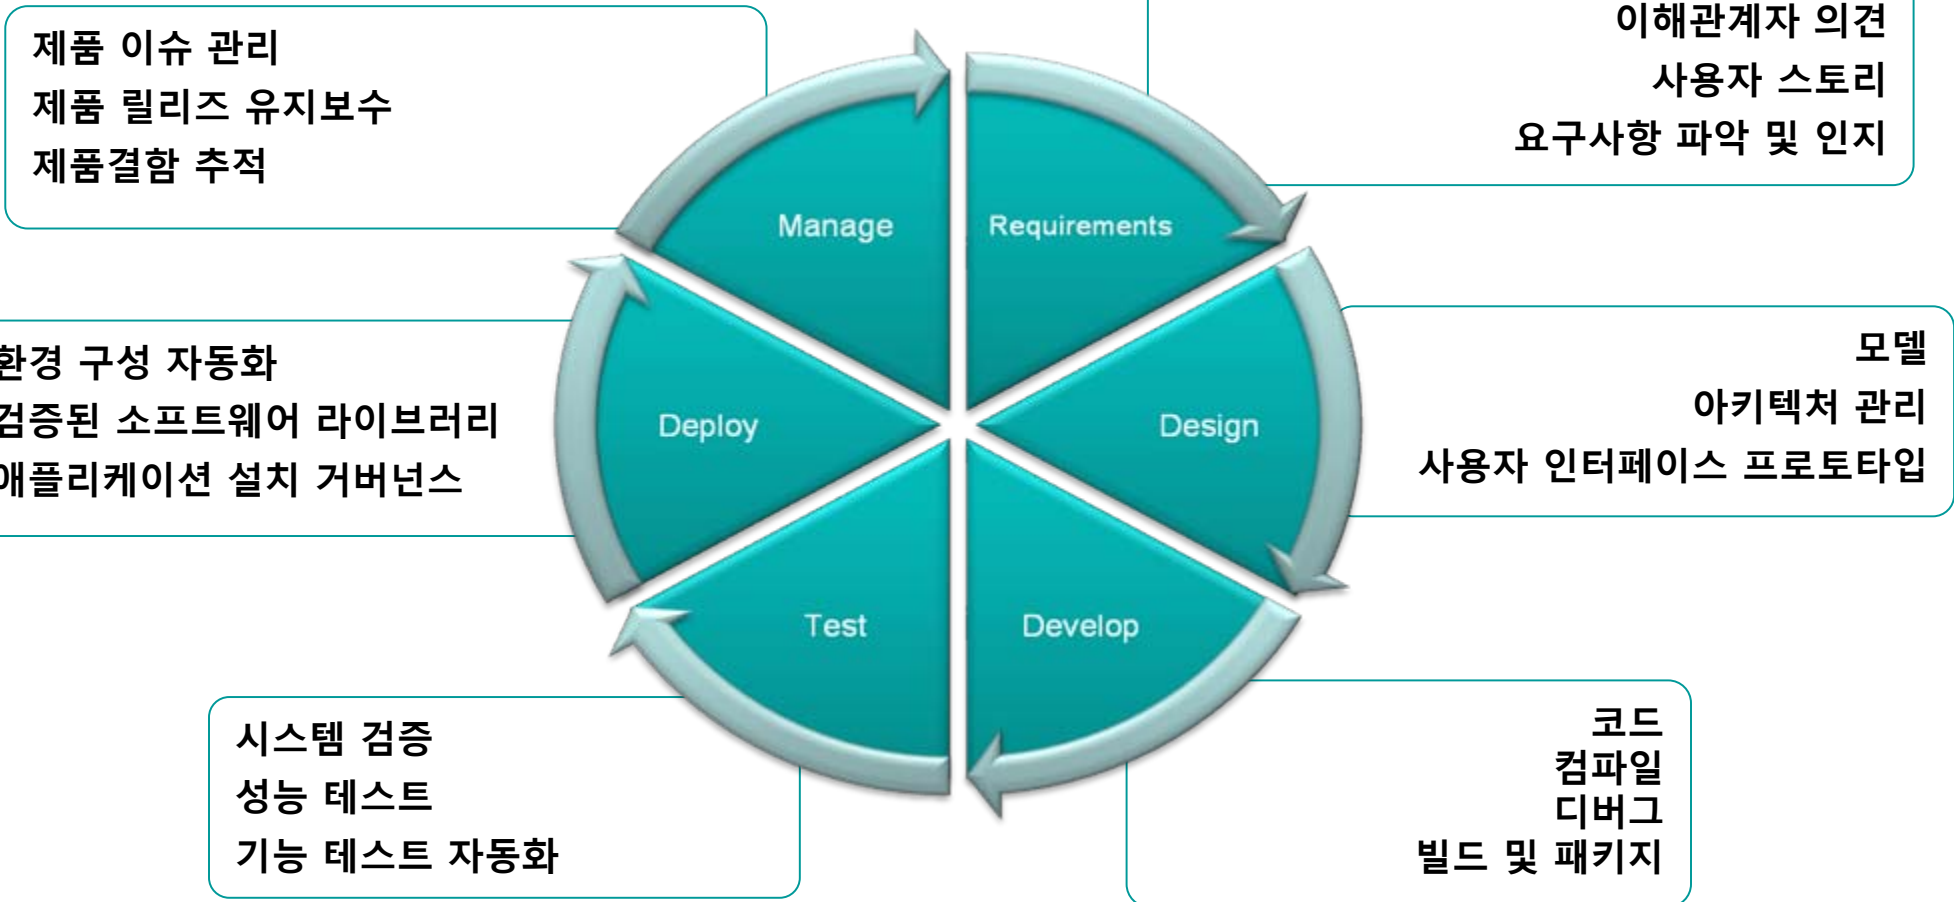 제품 이슈 관리
제품 릴리즈 유지보수
제품결함 추적
이해관계자 의견
사용자 스토리
요구사항 파악 및 인지
Manage
Requirements
환경 구성 자동화
검증된 소프트웨어 라이브러리
애플리케이션 설치 거버넌스
Deploy
Design
모델
아키텍처 관리
사용자 인터페이스 프로토타입
Test
Develop
시스템 검증
성능 테스트
기능 테스트 자동화
코드
컴파일
디버그
빌드 및 패키지